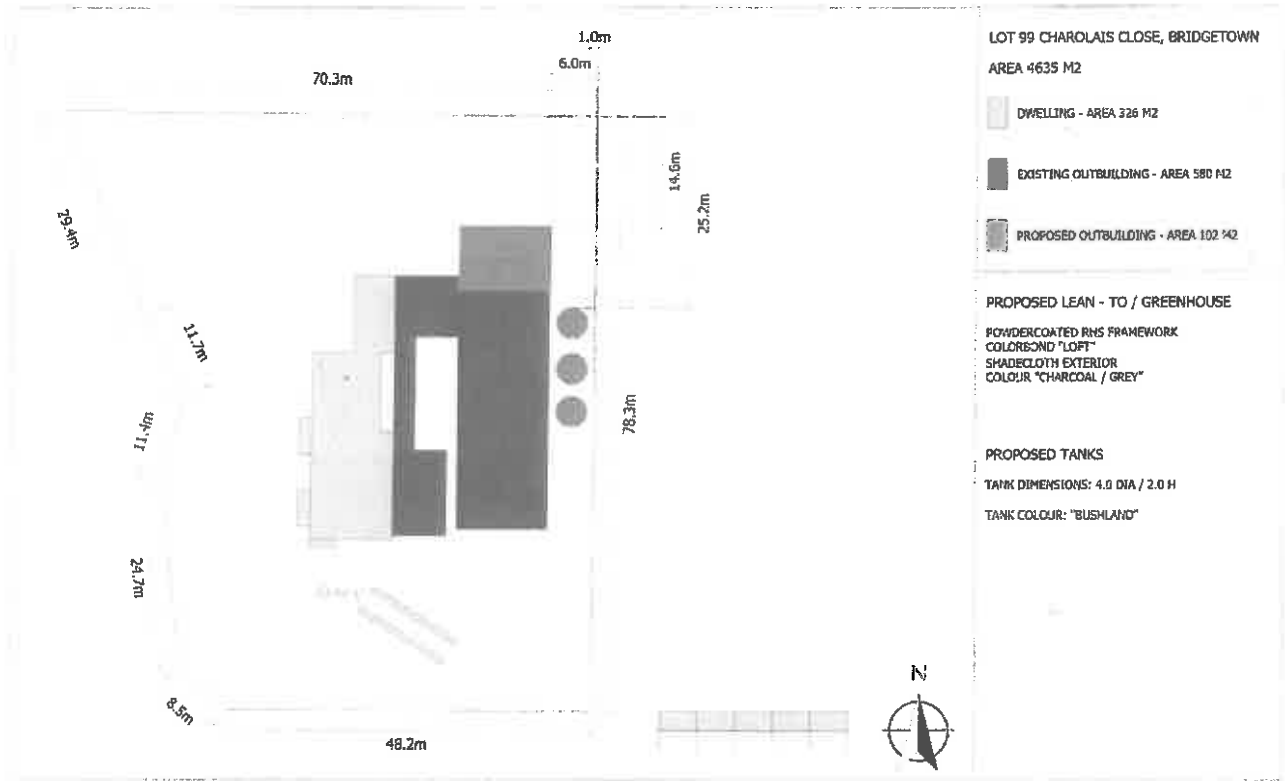 1.0m
6.0m
70.3m
14.6m
25.2m
29.4m
11.7m
11.4m
78.3m
24.7m
8.5m
48.2m
N
LOT 99 CHAROLAIS CLOSE, BRIDGETOWN
AREA 4635 M2
DWELLING - AREA 326 M2
EXISTING OUTBUILDING - AREA 580 M2
PROPOSED OUTBUILDING - AREA 102 M2
PROPOSED LEAN - TO / GREENHOUSE
POWDERCOATED RHS FRAMEWORK
COLORBOND "LOFT"
SHADECLOTH EXTERIOR
COLOUR "CHARCOAL / GREY"
PROPOSED TANKS
TANK DIMENSIONS: 4.0 DIA / 2.0 H
TANK COLOUR: "BUSHLAND"